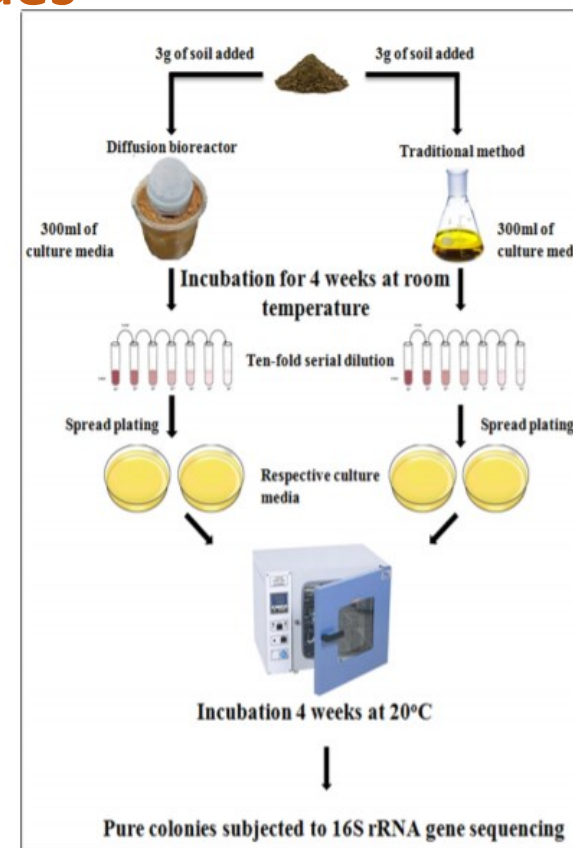 3g of soil added
3g of soil added
Diffusion bioreactor
Traditional method
300ml of
culture media
300ml of
culture med
Incubation for 4 weeks at room
temperature
Ten-fold serial dilution
Spread plating
Spread plating
Respective culture
media
Incubation 4 weeks at 20°C
Pure colonies subjected to 16S rRNA gene sequencing